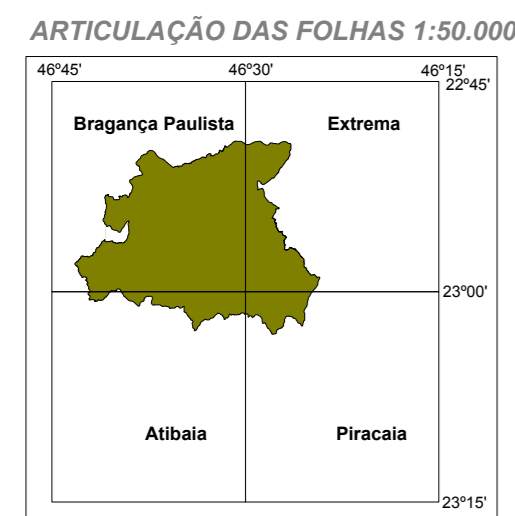 ARTICULAÇÃO DAS FOLHAS 1:50.000
46º45' 46º30' 46º15'
22º45'
Bragança Paulista Extrema
23º00'
Atibaia Piracaia
23º15'